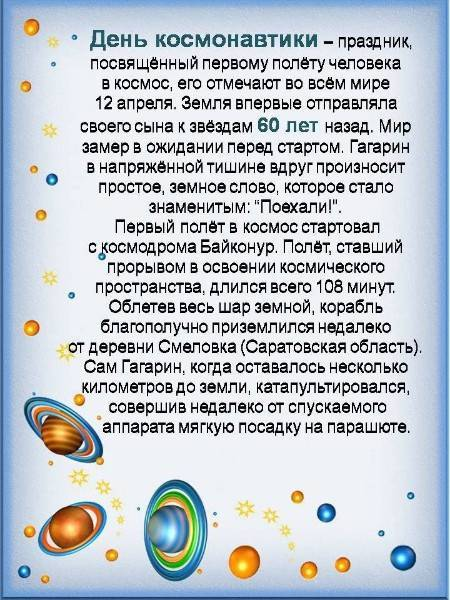 День космонавтики – праздник,
посвящённый первому полёту человека
в космос, его отмечают во всём мире
12 апреля. Земля впервые отправляла
своего сына к звёздам 60 лет назад. Мир
замер в ожидании перед стартом. Гагарин
в напряжённой тишине вдруг произносит
простое, земное слово, которое стало
знаменитым: "Поехали!".
Первый полёт в космос стартовал
с космодрома Байконур. Полёт, ставший
прорывом в освоении космического
пространства, длился всего 108 минут.
Облетев весь шар земной, корабль
благополучно приземлился недалеко
от деревни Смеловка (Саратовская область).
Сам Гагарин, когда оставалось несколько
километров до земли, катапультировался,
совершив недалеко от спускаемого
аппарата мягкую посадку на парашюте.